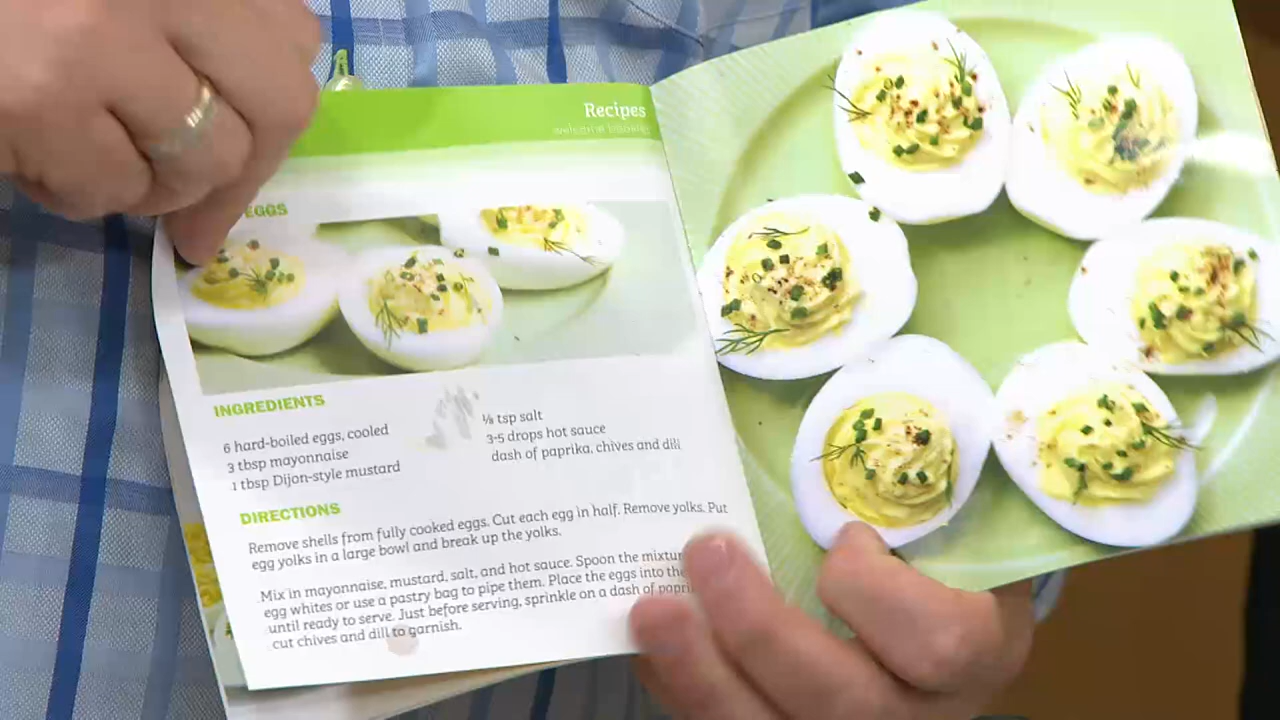 Recipes
EGGS
INGREDIENTS
6 hard-boiled eggs, cooled
3 tbsp mayonnaise
1 tbsp Dijon-style mustard
⅛ tsp salt
3-5 drops hot sauce
dash of paprika, chives and dill
DIRECTIONS
Remove shells from fully cooked eggs. Cut each egg in half. Remove yolks. Put
egg yolks in a large bowl and break up the yolks.
Mix in mayonnaise, mustard, salt, and hot sauce. Spoon the mixtur
egg whites or use a pastry bag to pipe them. Place the eggs into the
until ready to serve. Just before serving, sprinkle on a dash of papri
cut chives and dill to garnish.